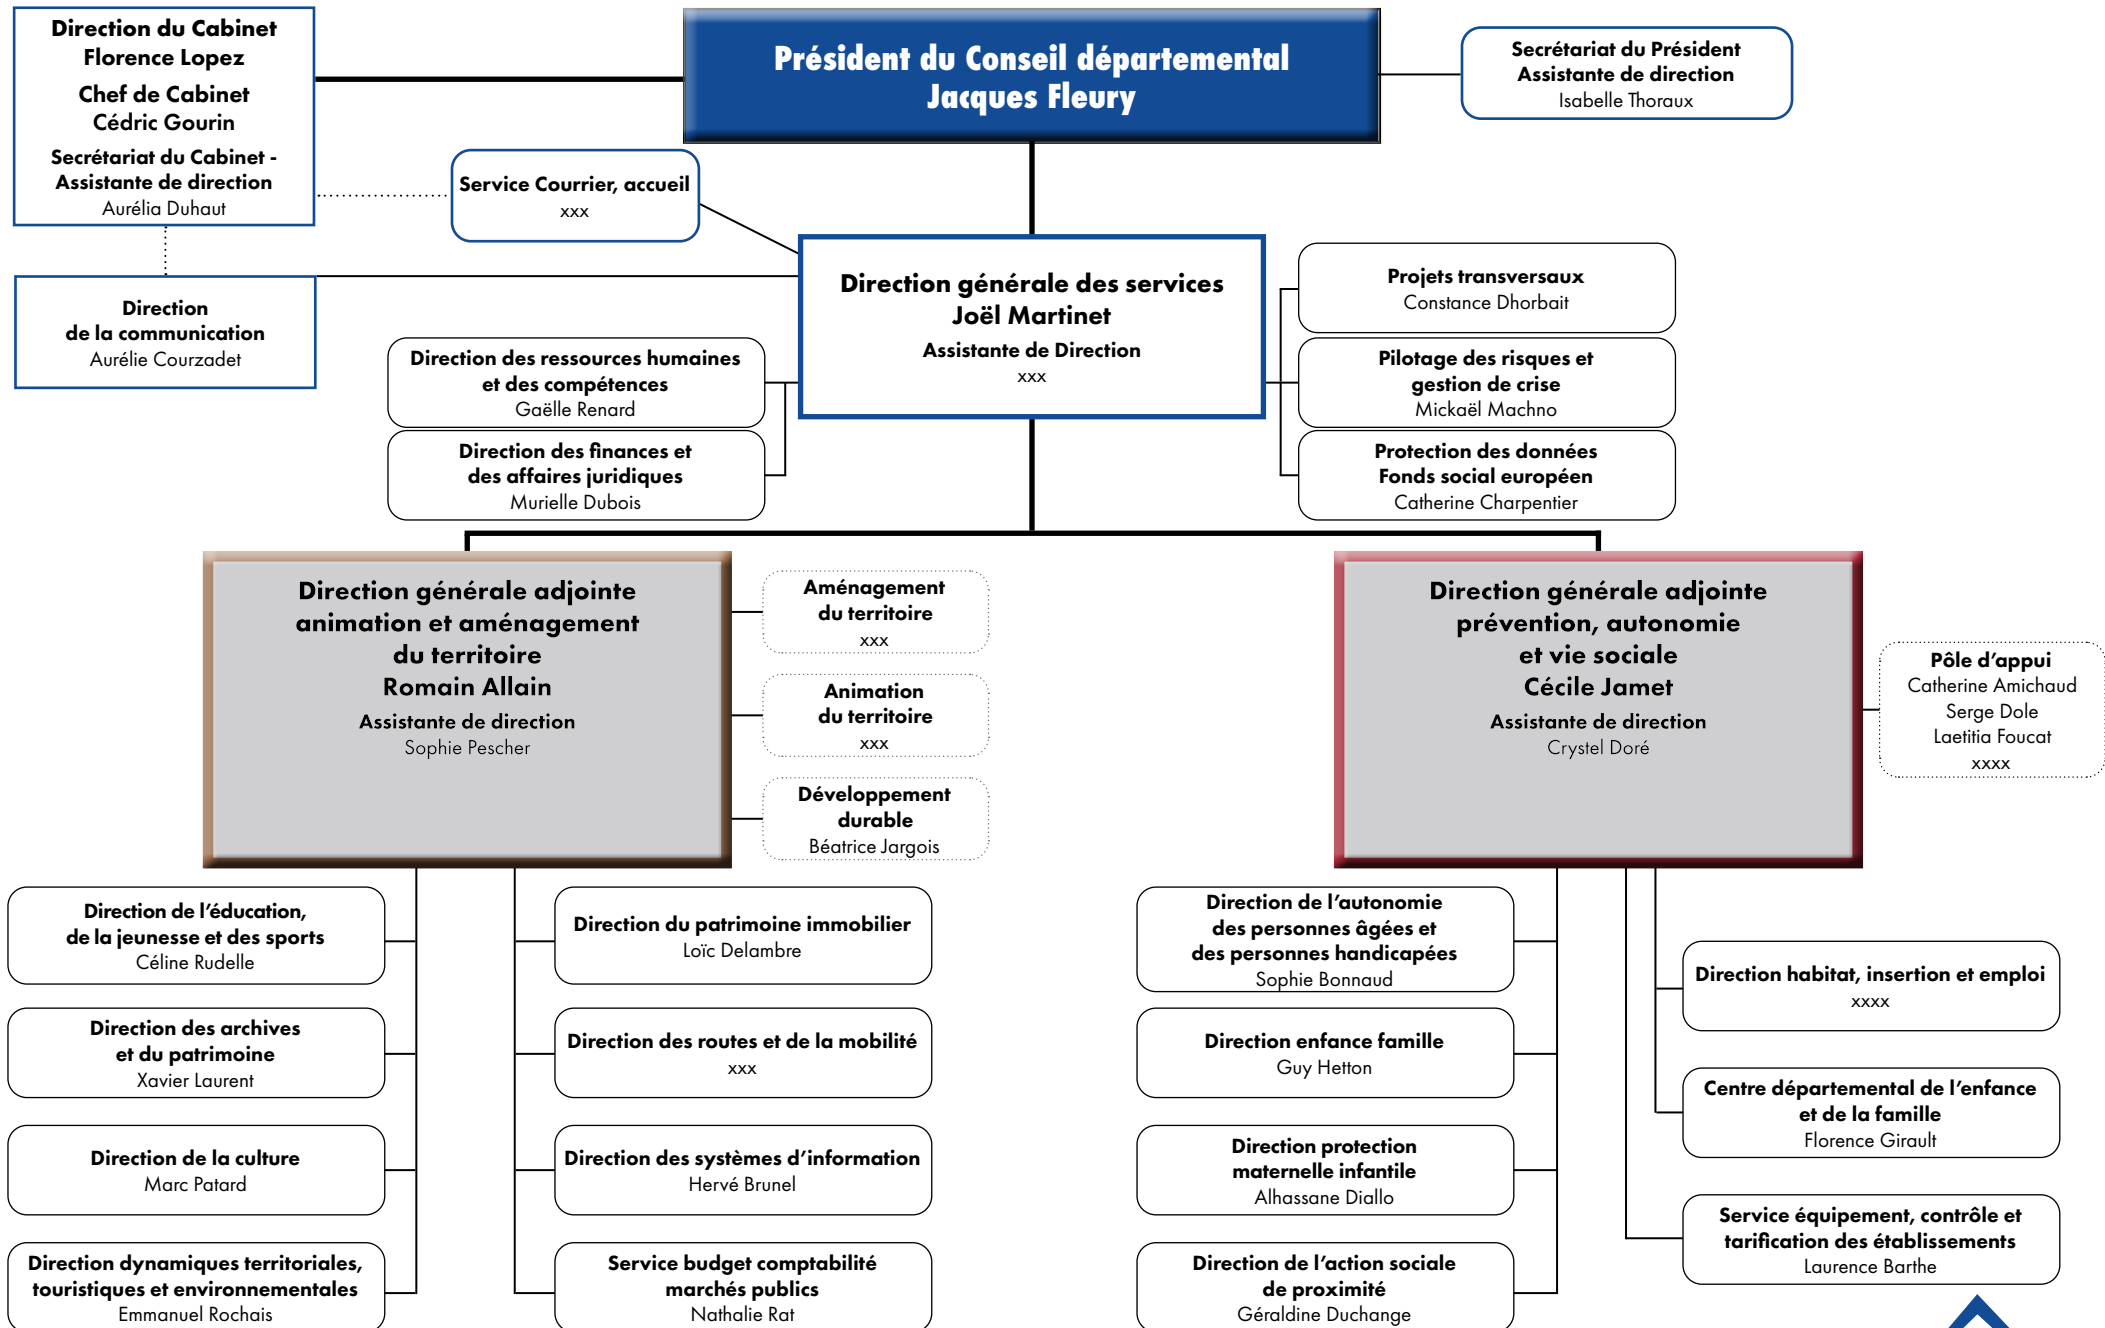 Direction du Cabinet
Florence Lopez
Chef de Cabinet
Cédric Gourin
Secrétariat du Cabinet -
Assistante de direction
Aurélia Duhaut
Président du Conseil départemental
Jacques Fleury
Secrétariat du Président
Assistante de direction
Isabelle Thoraux
Service Courrier, accueil
xxx
Direction
de la communication
Aurélie Courzadet
Direction générale des services
Joël Martinet
Assistante de Direction
xxx
Direction des ressources humaines
et des compétences
Gaëlle Renard
Direction des finances et
des affaires juridiques
Murielle Dubois
Projets transversaux
Constance Dhorbait
Pilotage des risques et
gestion de crise
Mickaël Machno
Protection des données
Fonds social européen
Catherine Charpentier
Direction générale adjointe
animation et aménagement
du territoire
Romain Allain
Assistante de direction
Sophie Pescher
Aménagement
du territoire
xxx
Animation
du territoire
xxx
Développement
durable
Béatrice Jargois
Direction générale adjointe
prévention, autonomie
et vie sociale
Cécile Jamet
Assistante de direction
Crystel Doré
Pôle d'appui
Catherine Amichaud
Serge Dole
Laetitia Foucat
xxxx
Direction de l'éducation,
de la jeunesse et des sports
Céline Rudelle
Direction des archives
et du patrimoine
Xavier Laurent
Direction de la culture
Marc Patard
Direction dynamiques territoriales,
touristiques et environnementales
Emmanuel Rochais
Direction du patrimoine immobilier
Loïc Delambre
Direction des routes et de la mobilité
xxx
Direction des systèmes d'information
Hervé Brunel
Service budget comptabilité
marchés publics
Nathalie Rat
Direction de l'autonomie
des personnes âgées et
des personnes handicapées
Sophie Bonnaud
Direction enfance famille
Guy Hetton
Direction protection
maternelle infantile
Alhassane Diallo
Direction de l'action sociale
de proximité
Géraldine Duchange
Direction habitat, insertion et emploi
xxxx
Centre départemental de l'enfance
et de la famille
Florence Girault
Service équipement, contrôle et
tarification des établissements
Laurence Barthe